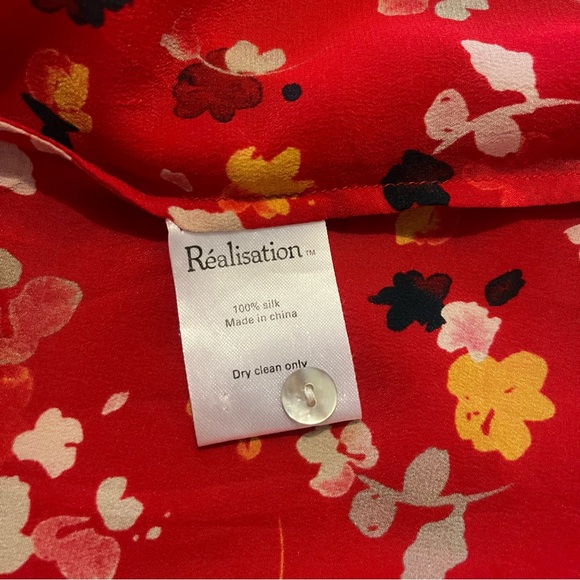 Réalisation™
100% silk
Made in china
Dry clean only